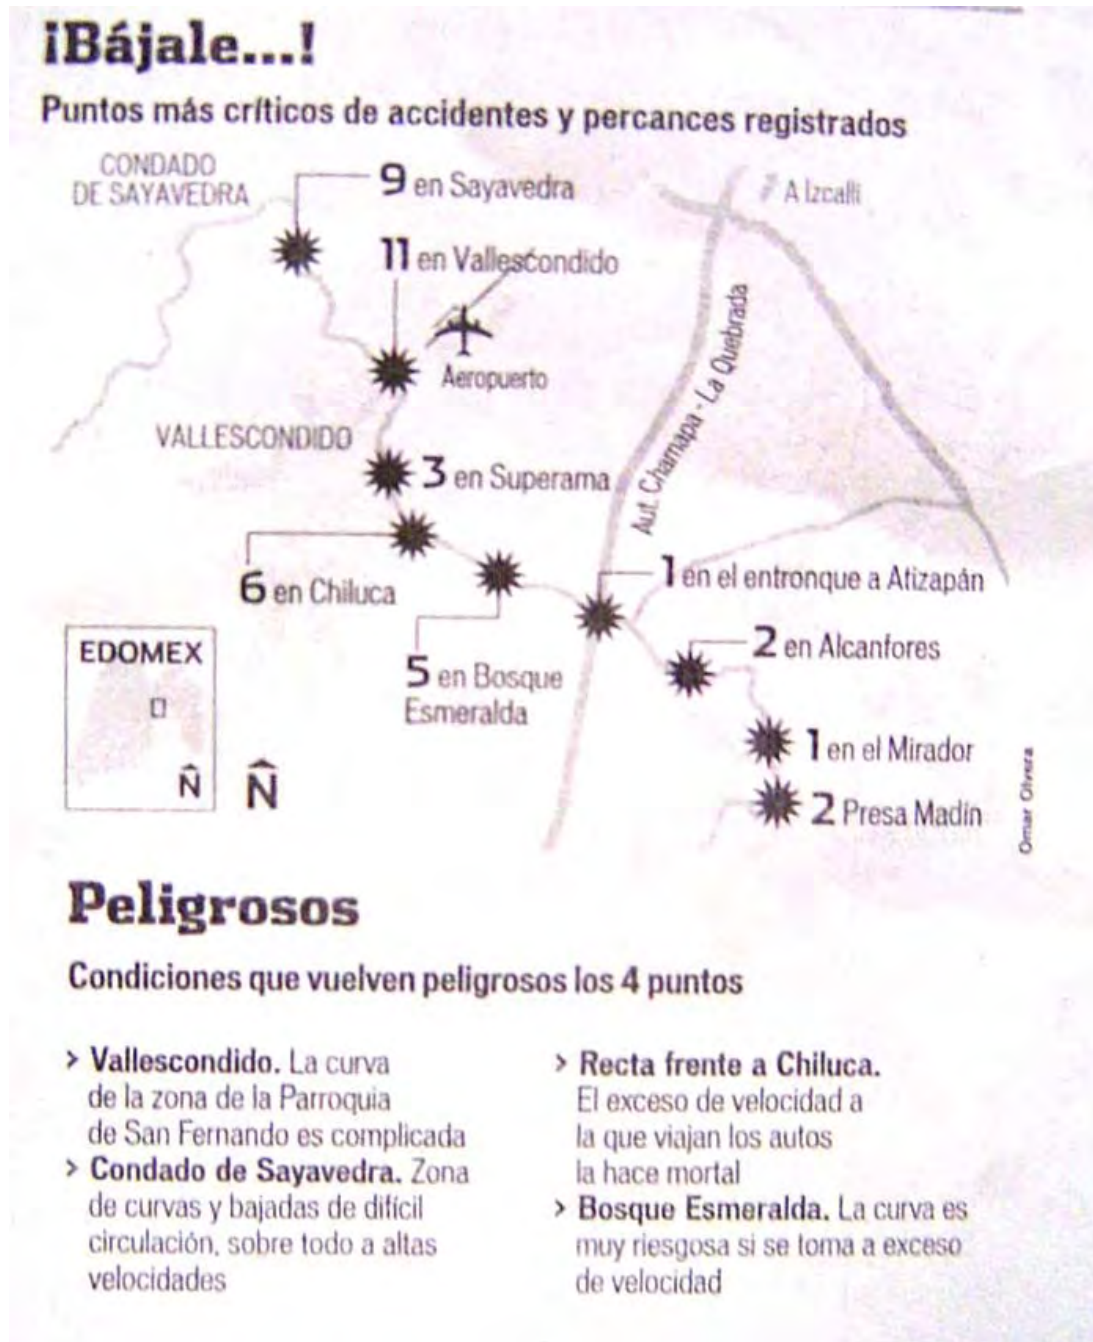 ¡Bájale...!
Puntos más críticos de accidentes y percances registrados
CONDADO
DE SAYAVEDRA
9 en Sayavedra
A Izcalli
11 en Vallescondido
Aeropuerto
Aut. Chamapa - La Quebrada
VALLESCONDIDO
3 en Superama
6 en Chiluca
1 en el entronque a Atizapán
5 en Bosque
Esmeralda
2 en Alcanfores
EDOMEX
N
N
1 en el Mirador
2 Presa Madín
Omar Olvera
Peligrosos
Condiciones que vuelven peligrosos los 4 puntos
> Vallescondido. La curva
de la zona de la Parroquia
de San Fernando es complicada
> Condado de Sayavedra. Zona
de curvas y bajadas de difícil
circulación, sobre todo a altas
velocidades
> Recta frente a Chiluca.
El exceso de velocidad a
la que viajan los autos
la hace mortal
> Bosque Esmeralda. La curva es
muy riesgosa si se toma a exceso
de velocidad